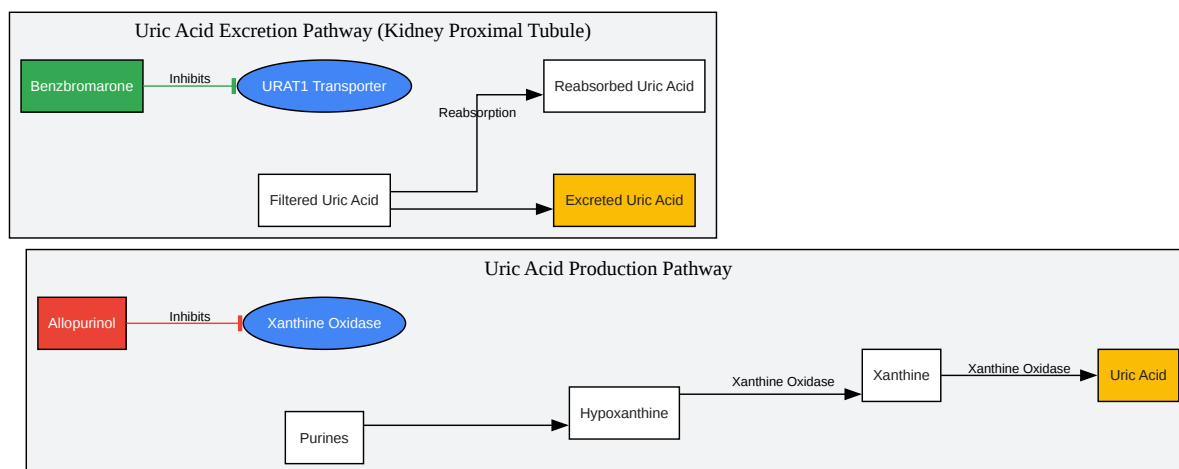 Uric Acid Excretion Pathway (Kidney Proximal Tubule)
Benzbromarone
Inhibits
URAT1 Transporter
Reabsorbed Uric Acid
Reabsorption
Filtered Uric Acid
Excreted Uric Acid
Uric Acid Production Pathway
Allopurinol
Inhibits
Xanthine Oxidase
Purines
Hypoxanthine
Xanthine Oxidase
Xanthine
Xanthine Oxidase
Uric Acid